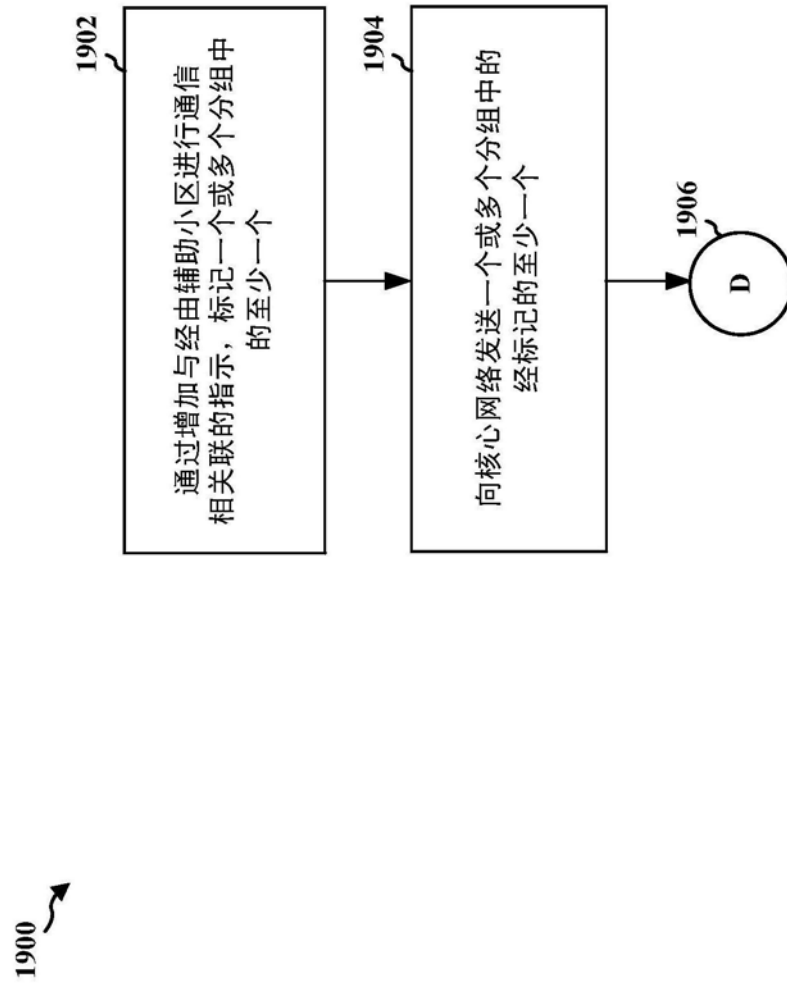 1900
1902
通过增加与经由辅助小区进行通信
相关联的指示，标记一个或多个分组中
的至少一个
1904
向核心网络发送一个或多个分组中的
经标记的至少一个
1906
D